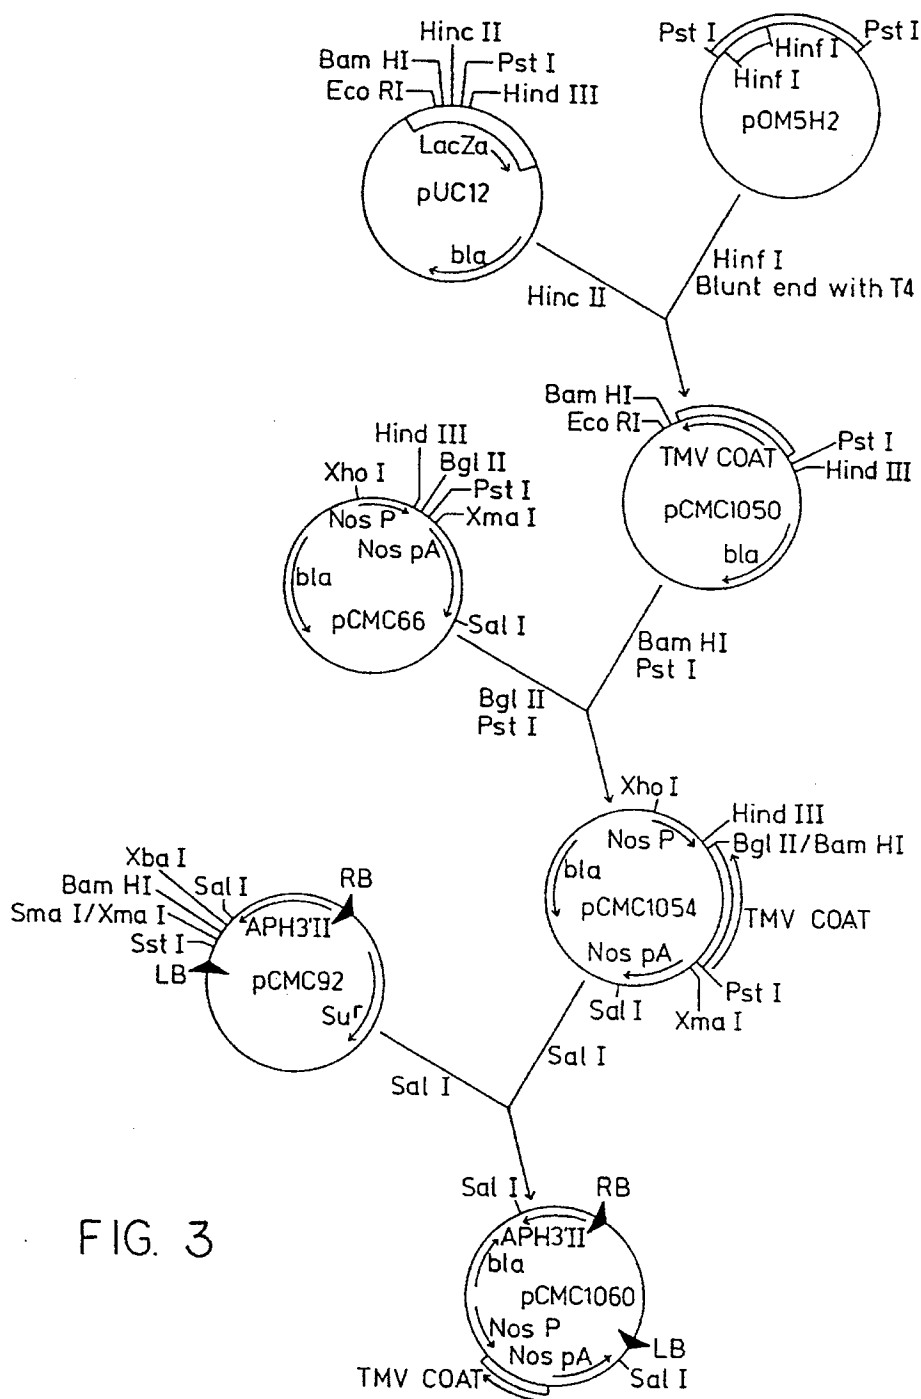 Hinc II
Bam HI
Pst I
Eco RI
Hind III
LacZa
pUC12
bla
Pst I
Pst I
Hinf I
Hinf I
pOM5H2
Hinc II
Hinf I
Blunt end with T4
Bam HI
Eco RI
TMV COAT
Pst I
Hind III
pCMC1050
bla
Hind III
Xho I
Bgl II
Pst I
Xma I
Nos P
Nos pA
bla
pCMC66
Sal I
Bam HI
Pst I
Bgl II
Pst I
Xho I
Hind III
Nos P
Bgl II/Bam HI
bla
pCMC1054
TMV COAT
Nos pA
Pst I
Sal I
Xma I
Xba I
Bam HI
Sal I
RB
Sma I/Xma I
APH3'II
Sst I
LB
pCMC92
Sur
Sal I
Sal I
FIG. 3
Sal I
RB
APH3'II
bla
pCMC1060
Nos P
Nos pA
LB
TMV COAT
Sal I